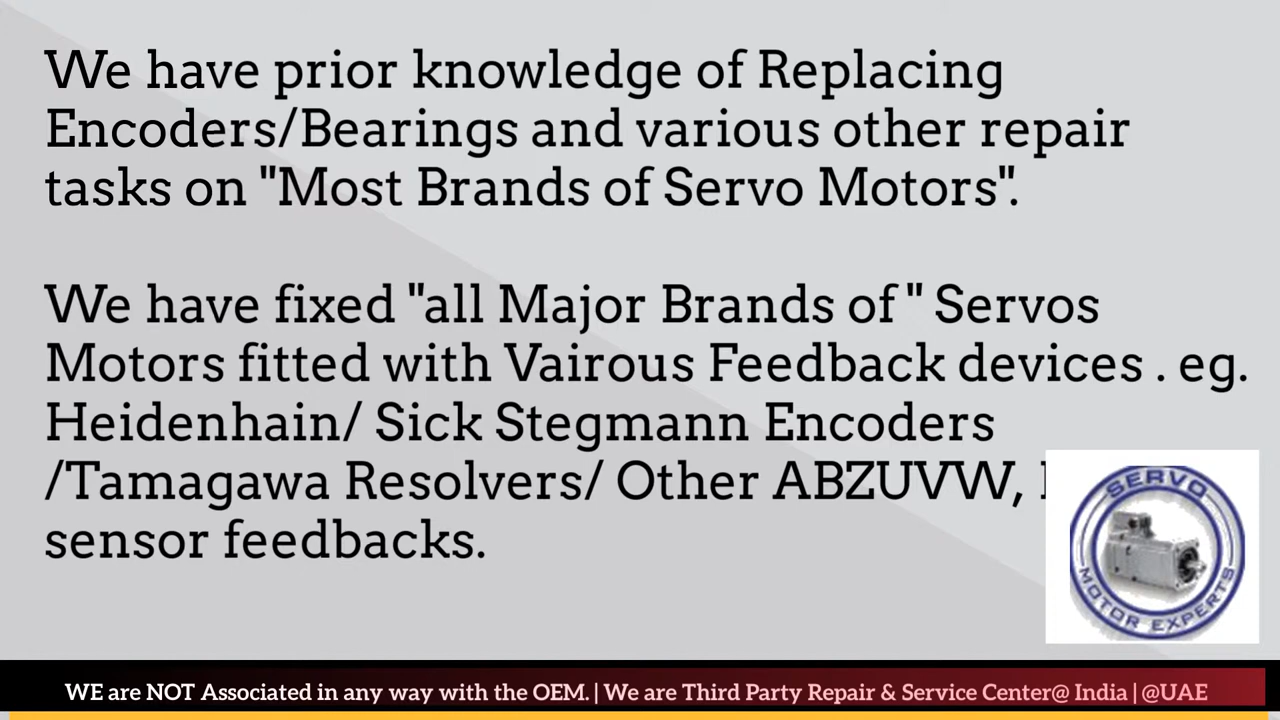 We have prior knowledge of Replacing
Encoders/Bearings and various other repair
tasks on "Most Brands of Servo Motors".
We have fixed "all Major Brands of " Servos
Motors fitted with Vairous Feedback devices . eg.
Heidenhain/ Sick Stegmann Encoders
/Tamagawa Resolvers/ Other ABZUVW,
sensor feedbacks.
SERVO
MOTOR EXPERTS
WE are NOT Associated in any way with the OEM. | We are Third Party Repair & Service Center@ India | @UAE